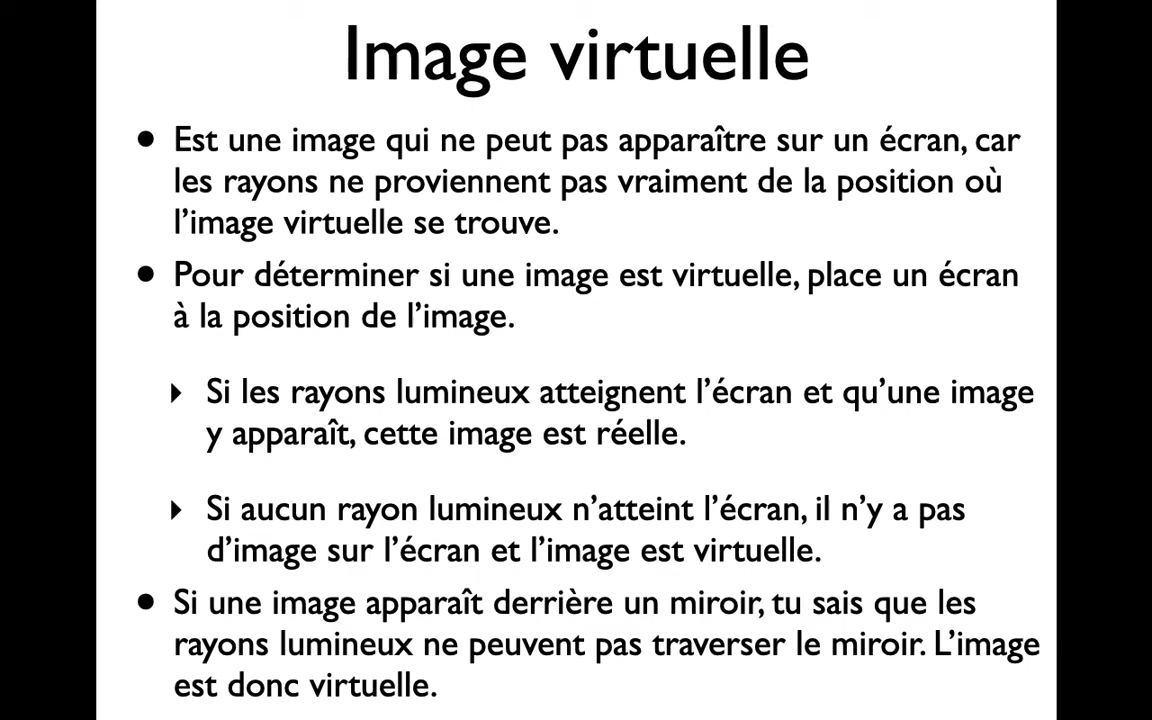 Image virtuelle
• Est une image qui ne peut pas apparaître sur un écran, car
les rayons ne proviennent pas vraiment de la position où
l’image virtuelle se trouve.
• Pour déterminer si une image est virtuelle, place un écran
à la position de l’image.
‣ Si les rayons lumineux atteignent l’écran et qu’une image
y apparaît, cette image est réelle.
‣ Si aucun rayon lumineux n’atteint l’écran, il n’y a pas
d’image sur l’écran et l’image est virtuelle.
• Si une image apparaît derrière un miroir, tu sais que les
rayons lumineux ne peuvent pas traverser le miroir. L’image
est donc virtuelle.